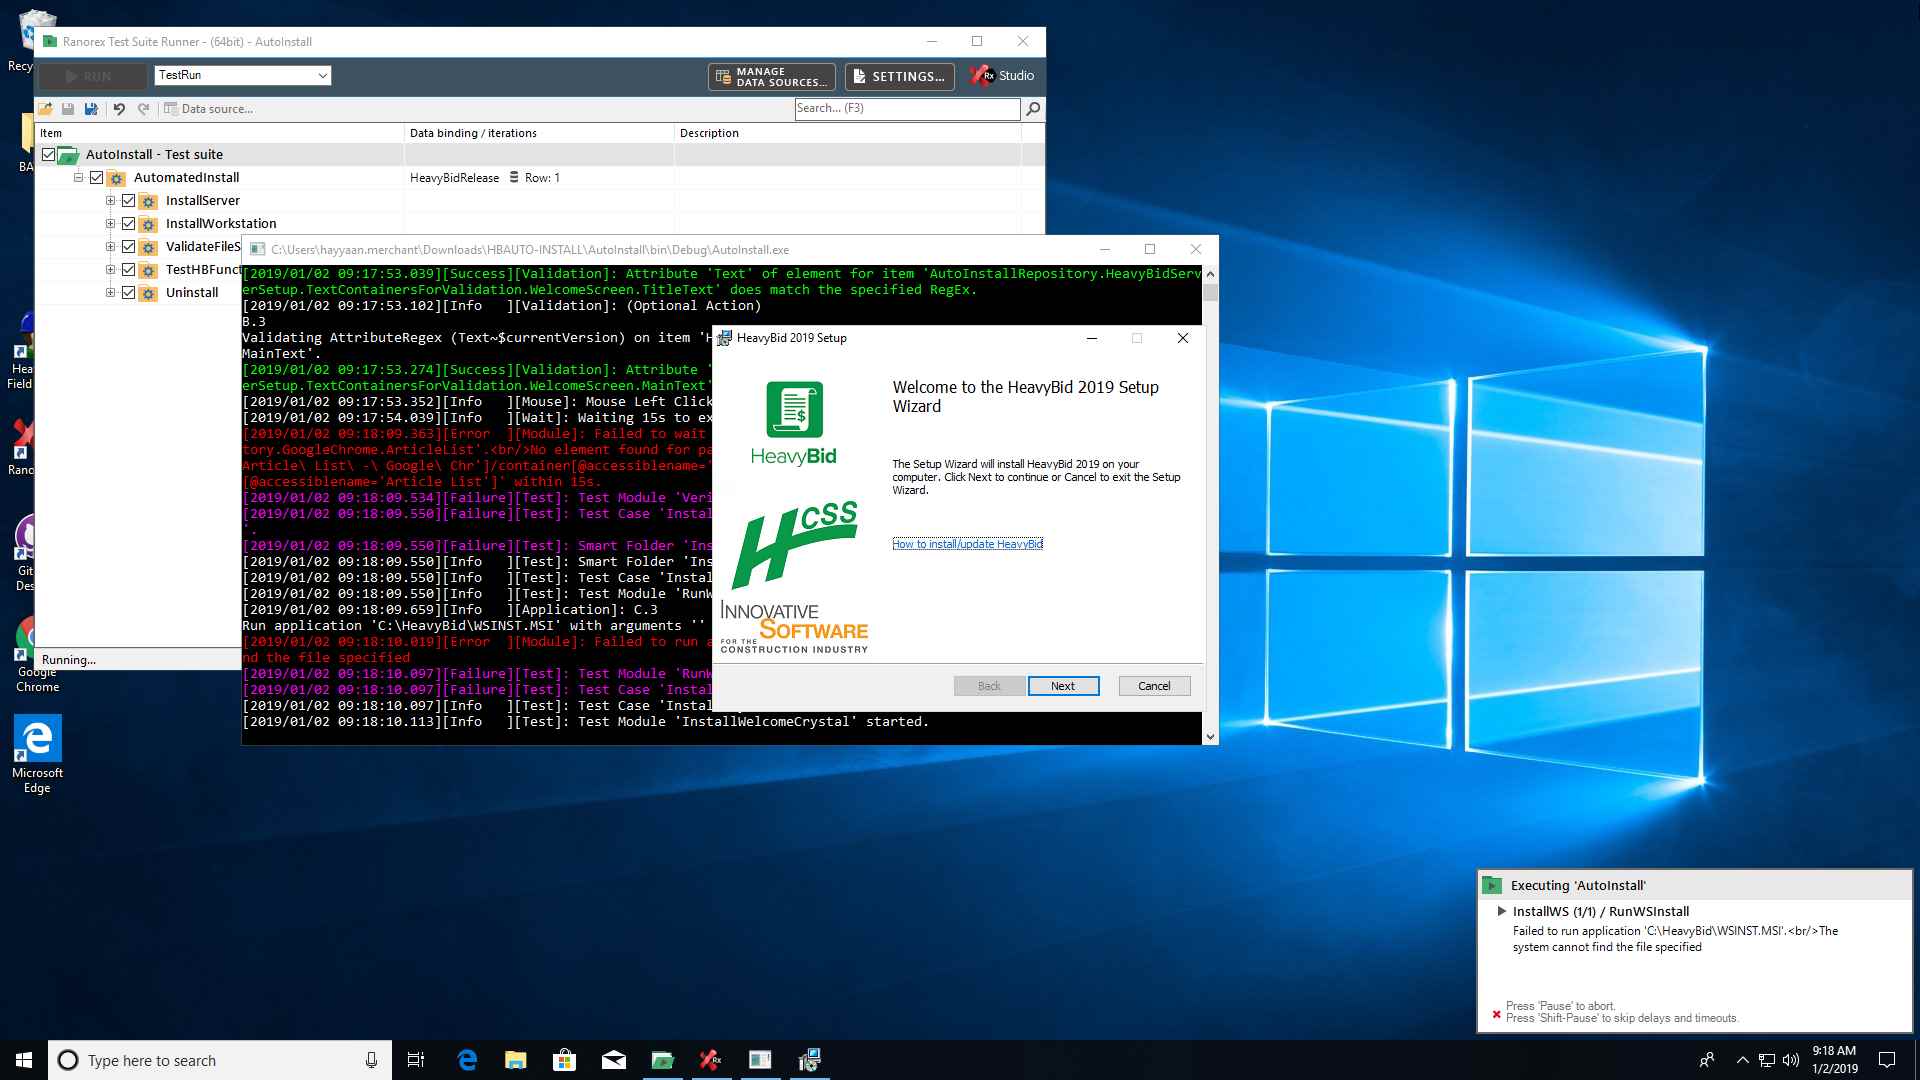 Recyc
Ranorex Test Suite Runner - (64bit) - AutoInstall
RUN
TestRun
MANAGE
DATA SOURCES...
SETTINGS...
Rx Studio
Data source...
Search... (F3)
Item
Data binding / iterations
Description
AutoInstall - Test suite
AutomatedInstall
HeavyBidRelease
Row: 1
InstallServer
InstallWorkstation
ValidateFileS
TestHBFunct
Uninstall
Running...
BA
Hea
Field
Rano
Git
Des
Google
Chrome
Microsoft
Edge
C:\Users\hayyaan.merchant\Downloads\HBAUTO-INSTALL\AutoInstall\bin\Debug\AutoInstall.exe
[2019/01/02 09:17:53.039][Success][Validation]: Attribute 'Text' of element for item 'AutoInstallRepository.HeavyBidServ
erSetup.TextContainersForValidation.WelcomeScreen.TitleText' does match the specified RegEx.
[2019/01/02 09:17:53.102][Info   ][Validation]: (Optional Action)
B.3
Validating AttributeRegex (Text~$currentVersion) on item 'H
MainText'.
[2019/01/02 09:17:53.274][Success][Validation]: Attribute '
erSetup.TextContainersForValidation.WelcomeScreen.MainText'
[2019/01/02 09:17:53.352][Info   ][Mouse]: Mouse Left Click
[2019/01/02 09:17:54.039][Info   ][Wait]: Waiting 15s to ex
[2019/01/02 09:18:09.363][Error  ][Module]: Failed to wait
tory.GoogleChrome.ArticleList'.<br/>No element found for pa
Article\ List\ -\ Google\ Chr']/container[@accessiblename='
[@accessiblename='Article List']' within 15s.
[2019/01/02 09:18:09.534][Failure][Test]: Test Module 'Veri
[2019/01/02 09:18:09.550][Failure][Test]: Test Case 'Instal
'.
[2019/01/02 09:18:09.550][Failure][Test]: Smart Folder 'Ins
[2019/01/02 09:18:09.550][Info   ][Test]: Smart Folder 'Ins
[2019/01/02 09:18:09.550][Info   ][Test]: Test Case 'Instal
[2019/01/02 09:18:09.550][Info   ][Test]: Test Module 'RunW
[2019/01/02 09:18:09.659][Info   ][Application]: C.3
Run application 'C:\HeavyBid\WSINST.MSI' with arguments ''
[2019/01/02 09:18:10.019][Error  ][Module]: Failed to run a
nd the file specified
[2019/01/02 09:18:10.097][Failure][Test]: Test Module 'RunW
[2019/01/02 09:18:10.097][Failure][Test]: Test Case 'Instal
[2019/01/02 09:18:10.097][Info   ][Test]: Test Case 'Instal
[2019/01/02 09:18:10.113][Info   ][Test]: Test Module 'InstallWelcomeCrystal' started.
HeavyBid 2019 Setup
HeavyBid
HCSS
INNOVATIVE
SOFTWARE
FOR THE
CONSTRUCTION INDUSTRY
Welcome to the HeavyBid 2019 Setup
Wizard
The Setup Wizard will install HeavyBid 2019 on your
computer. Click Next to continue or Cancel to exit the Setup
Wizard.
How to install/update HeavyBid
Back
Next
Cancel
Executing 'AutoInstall'
InstallWS (1/1) / RunWSInstall
Failed to run application 'C:\HeavyBid\WSINST.MSI'.<br/>The
system cannot find the file specified
Press 'Pause' to abort.
Press 'Shift-Pause' to skip delays and timeouts.
Type here to search
9:18 AM
1/2/2019